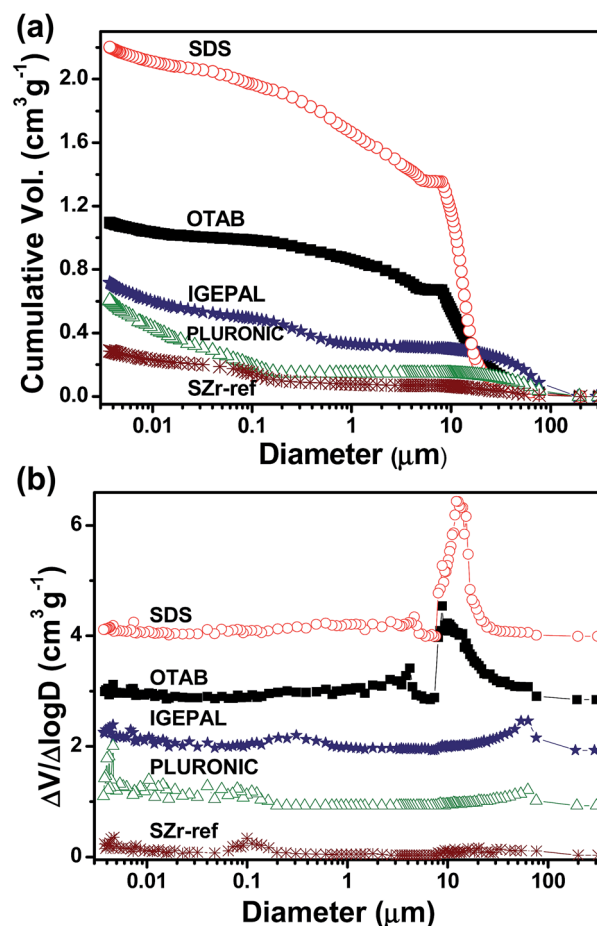 (a)
SDS
OTAB
IGEPAL
PLURONIC
SZr-ref
Cumulative Vol. (cm³g⁻¹)
2.0
1.6
1.2
0.8
0.4
0.0
0.01 0.1 1 10 100
Diameter (μm)
(b)
SDS
OTAB
IGEPAL
PLURONIC
SZr-ref
ΔV/ΔlogD (cm³g⁻¹)
6
4
2
0
0.01 0.1 1 10 100
Diameter (μm)